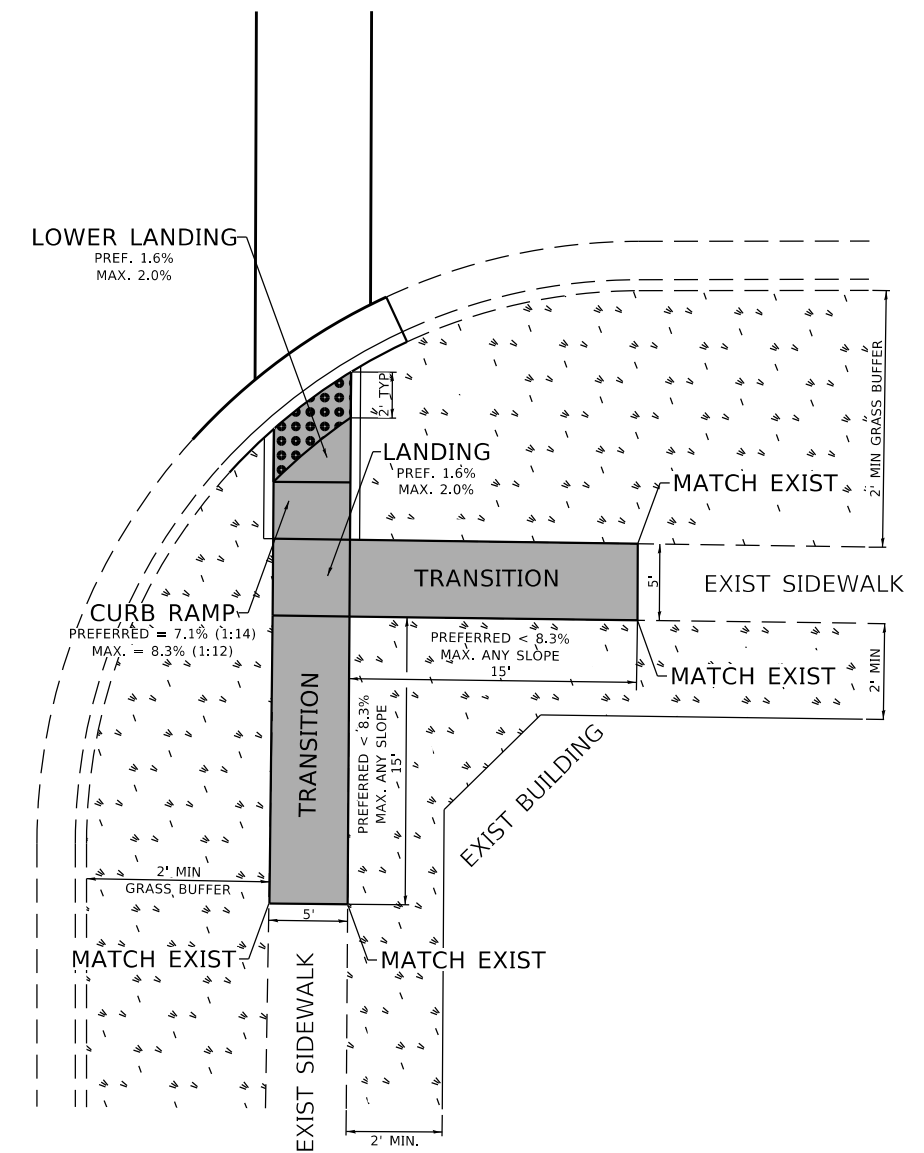 LOWER LANDING
PREF. 1.6%
MAX. 2.0%
2' TYP
LANDING
PREF. 1.6%
MAX. 2.0%
2' MIN GRASS BUFFER
MATCH EXIST
TRANSITION
5'
EXIST SIDEWALK
CURB RAMP
PREFERRED = 7.1% (1:14)
MAX. = 8.3% (1:12)
PREFERRED < 8.3%
MAX. ANY SLOPE
15'
MATCH EXIST
2' MIN
TRANSITION
PREFERRED < 8.3%
MAX. ANY SLOPE
15'
EXIST BUILDING
2' MIN
GRASS BUFFER
5'
MATCH EXIST
MATCH EXIST
EXIST SIDEWALK
2' MIN.